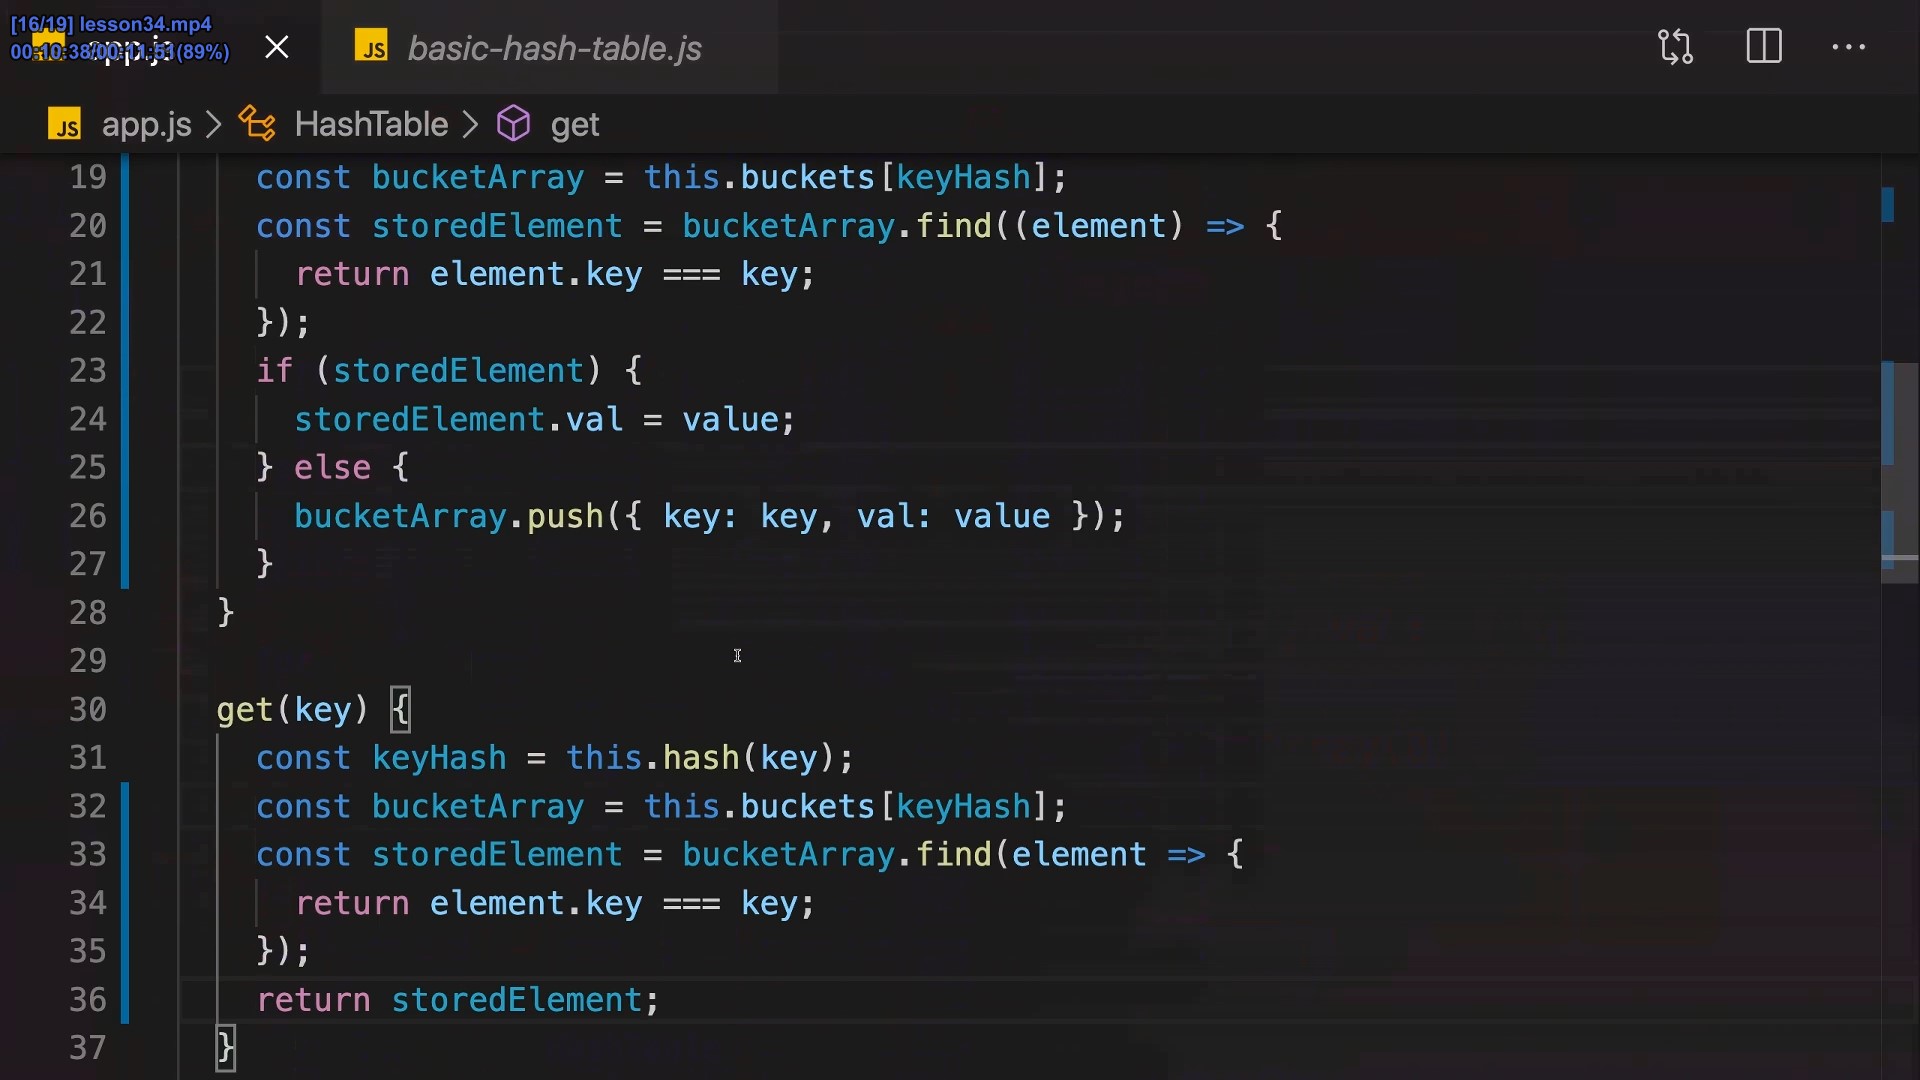 [16/19] lesson34.mp4
00:10:38/00:11:51(89%)
app.js
JS basic-hash-table.js
JS app.js > HashTable > get
19 const bucketArray = this.buckets[keyHash];
20 const storedElement = bucketArray.find((element) => {
21 return element.key === key;
22 });
23 if (storedElement) {
24 storedElement.val = value;
25 } else {
26 bucketArray.push({ key: key, val: value });
27 }
28 }
29
30 get(key) {
31 const keyHash = this.hash(key);
32 const bucketArray = this.buckets[keyHash];
33 const storedElement = bucketArray.find(element => {
34 return element.key === key;
35 });
36 return storedElement;
37 }